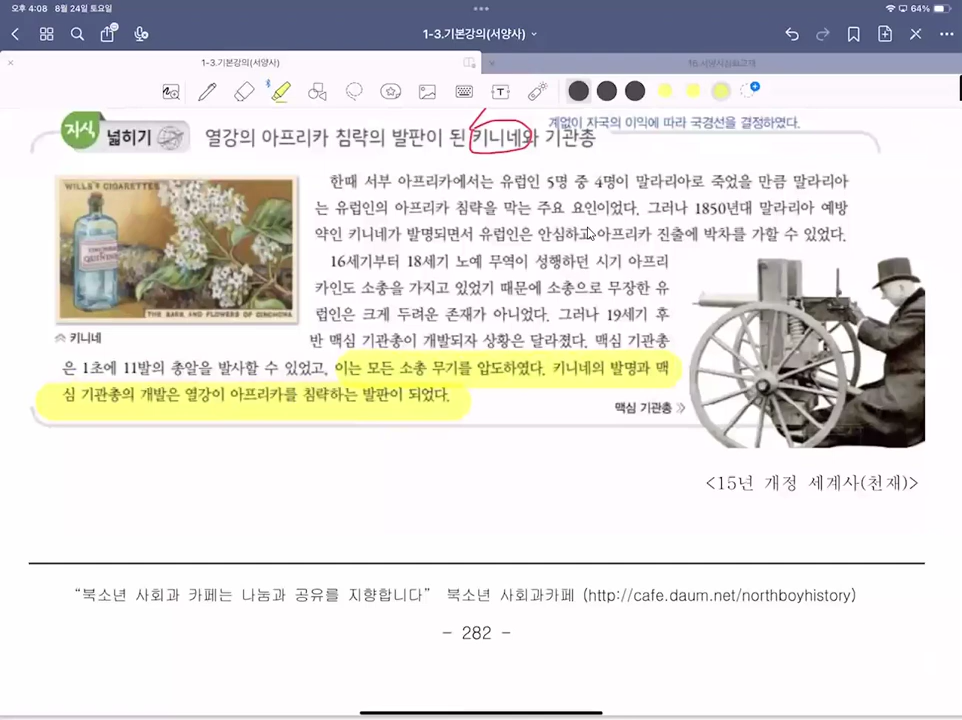 오후 4:08 8월 24일 토요일
64%
1-3.기본강의(서양사)
1-3.기본강의(서양사)
계없이 자국의 이익에 따라 국경선을 결정하였다.
지식 넓히기 열강의 아프리카 침략의 발판이 된 키니네와 기관총
WILL'S CIGARETTES
THE BARK AND FLOWERS OF CINCHONA
키니네
한때 서부 아프리카에서는 유럽인 5명 중 4명이 말라리아로 죽었을 만큼 말라리아
는 유럽인의 아프리카 침략을 막는 주요 요인이었다. 그러나 1850년대 말라리아 예방
약인 키니네가 발명되면서 유럽인은 안심하고 아프리카 진출에 박차를 가할 수 있었다.
16세기부터 18세기 노예 무역이 성행하던 시기 아프리
카인도 소총을 가지고 있었기 때문에 소총으로 무장한 유
럽인은 크게 두려운 존재가 아니었다. 그러나 19세기 후
반 맥심 기관총이 개발되자 상황은 달라졌다. 맥심 기관총
은 1초에 11발의 총알을 발사할 수 있었고, 이는 모든 소총 무기를 압도하였다. 키니네의 발명과 맥
심 기관총의 개발은 열강이 아프리카를 침략하는 발판이 되었다.
맥심 기관총
<15년 개정 세계사(천재)>
“북소년 사회과 카페는 나눔과 공유를 지향합니다” 북소년 사회과카페 (http://cafe.daum.net/northboyhistory)
- 282 -